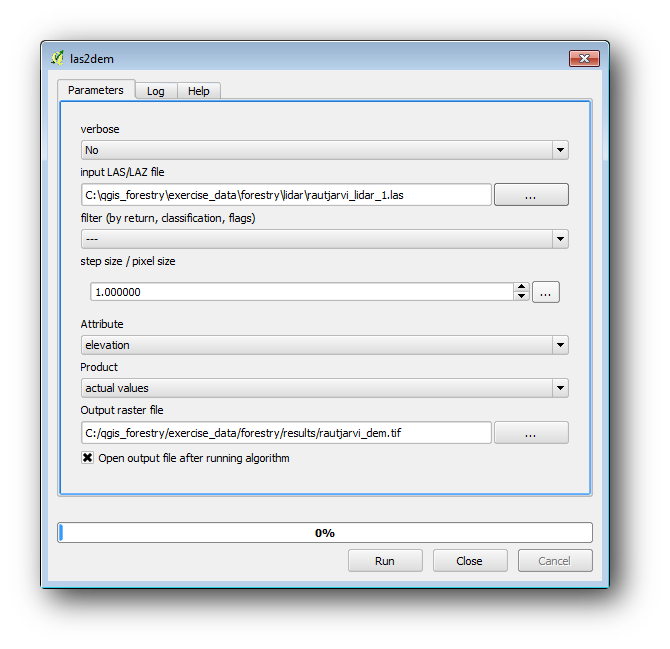 las2dem
Parameters Log Help
verbose
No
input LAS/LAZ file
C:\qgis_forestry\exercise_data\forestry\lidar\rautjarvi_lidar_1.las ...
filter (by return, classification, flags)
---
step size / pixel size
1.000000 ...
Attribute
elevation
Product
actual values
Output raster file
C:/qgis_forestry/exercise_data/forestry/results/rautjarvi_dem.tif ...
Open output file after running algorithm
0%
Run Close Cancel